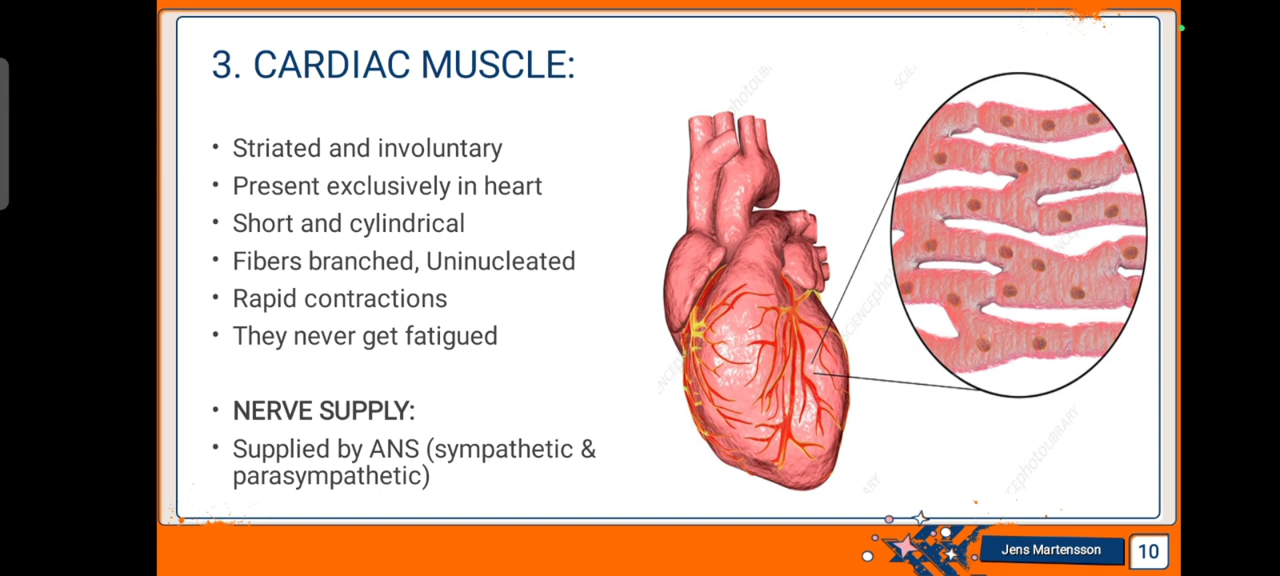 3. CARDIAC MUSCLE:
• Striated and involuntary
• Present exclusively in heart
• Short and cylindrical
• Fibers branched, Uninucleated
• Rapid contractions
• They never get fatigued
• NERVE SUPPLY:
• Supplied by ANS (sympathetic &
parasympathetic)
Jens Martensson
10